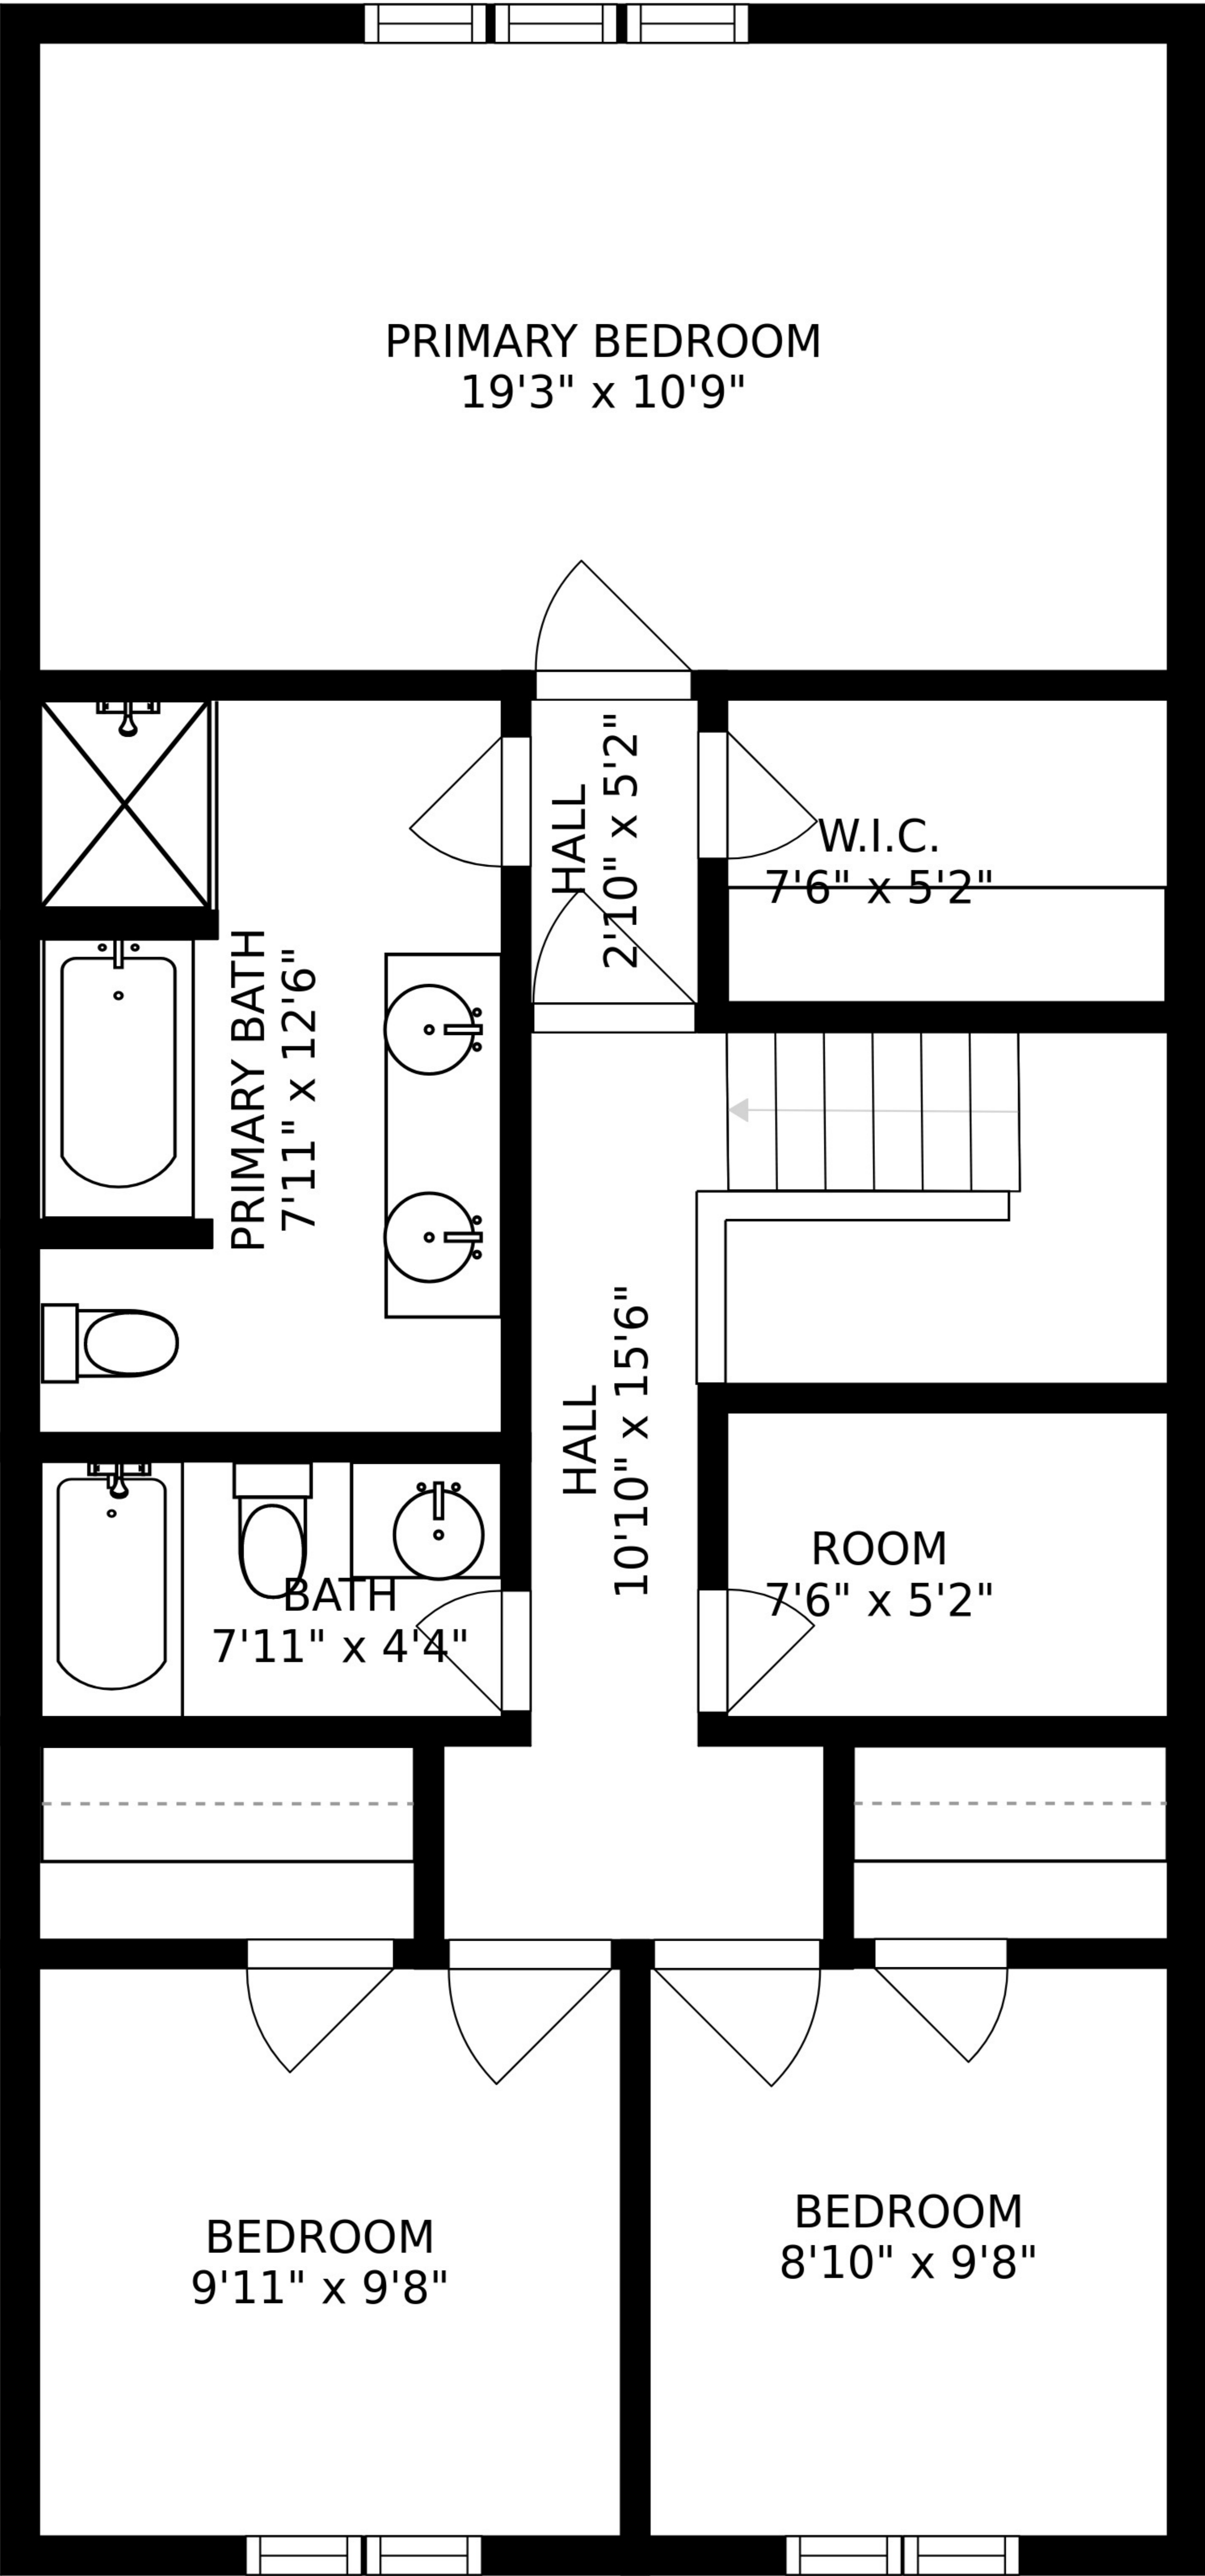 PRIMARY BEDROOM
19'3" x 10'9"
HALL
2'10" x 5'2"
W.I.C.
7'6" x 5'2"
PRIMARY BATH
7'11" x 12'6"
HALL
10'10" x 15'6"
ROOM
7'6" x 5'2"
BATH
7'11" x 4'4"
BEDROOM
9'11" x 9'8"
BEDROOM
8'10" x 9'8"